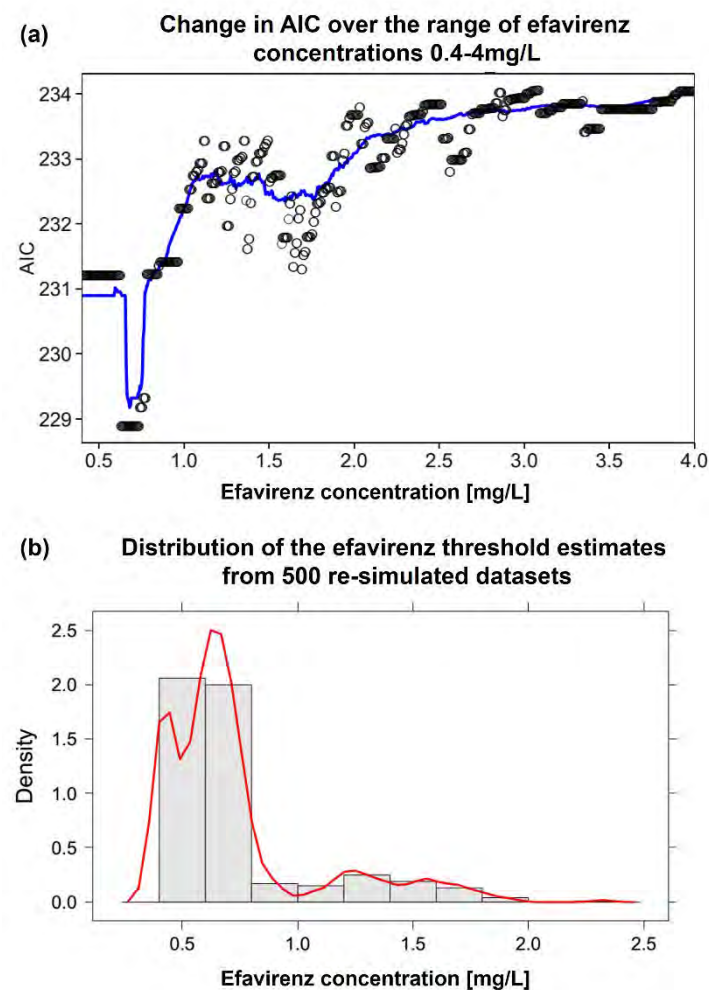 (a)
Change in AIC over the range of efavirenz
concentrations 0.4-4mg/L
234
233
232
231
230
229
AIC
0.5 1.0 1.5 2.0 2.5 3.0 3.5 4.0
Efavirenz concentration [mg/L]
(b)
Distribution of the efavirenz threshold estimates
from 500 re-simulated datasets
2.5
2.0
1.5
1.0
0.5
0.0
Density
0.5 1.0 1.5 2.0 2.5
Efavirenz concentration [mg/L]